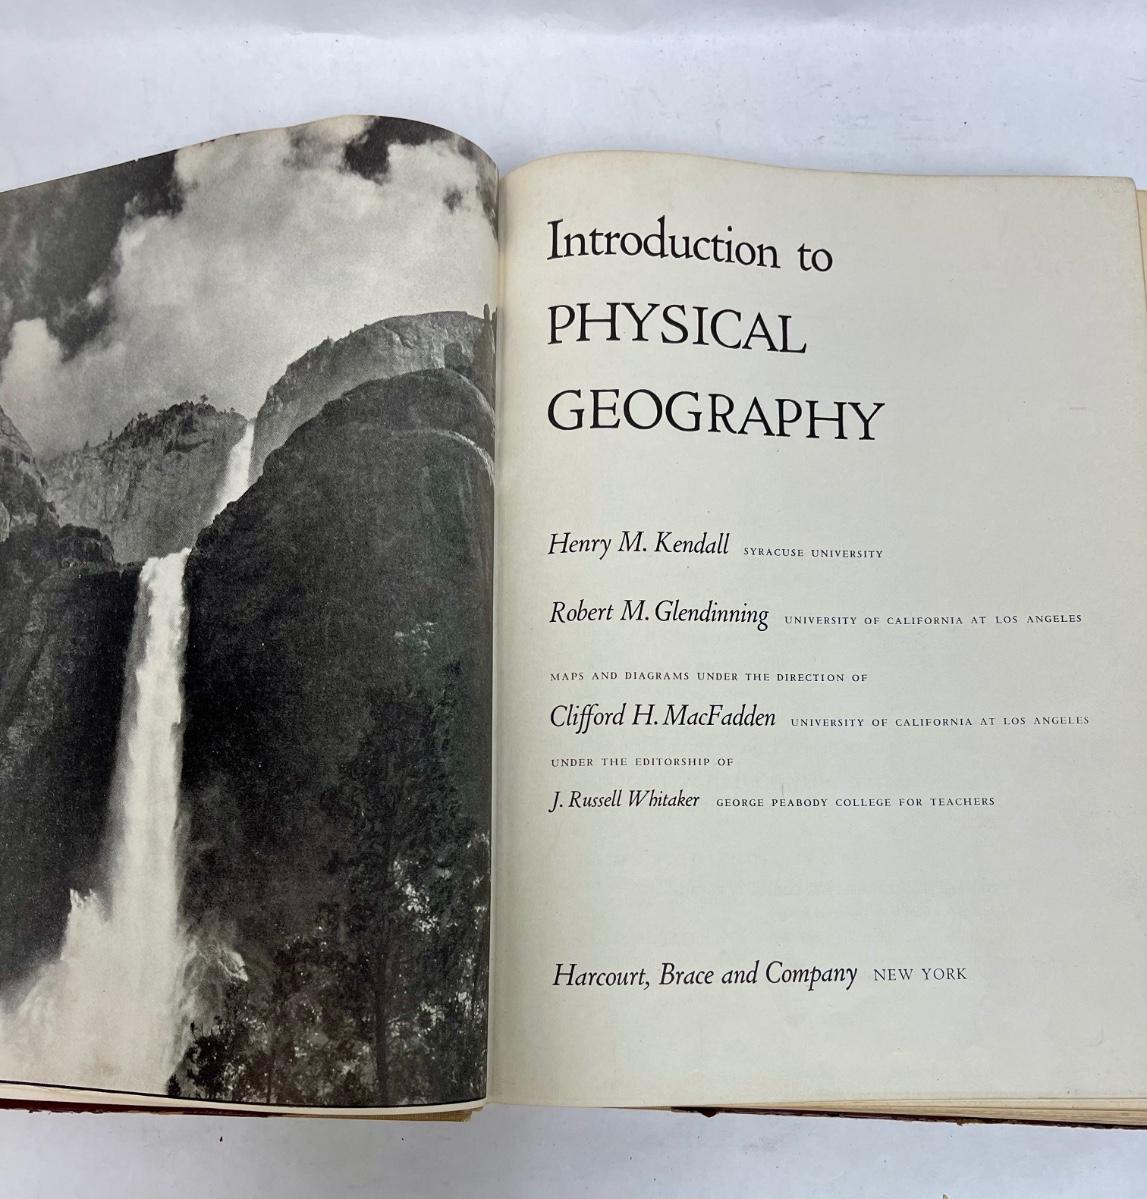 Introduction to
PHYSICAL
GEOGRAPHY
Henry M. Kendall SYRACUSE UNIVERSITY
Robert M. Glendinning UNIVERSITY OF CALIFORNIA AT LOS ANGELES
MAPS AND DIAGRAMS UNDER THE DIRECTION OF
Clifford H. MacFadden UNIVERSITY OF CALIFORNIA AT LOS ANGELES
UNDER THE EDITORSHIP OF
J. Russell Whitaker GEORGE PEABODY COLLEGE FOR TEACHERS
Harcourt, Brace and Company NEW YORK